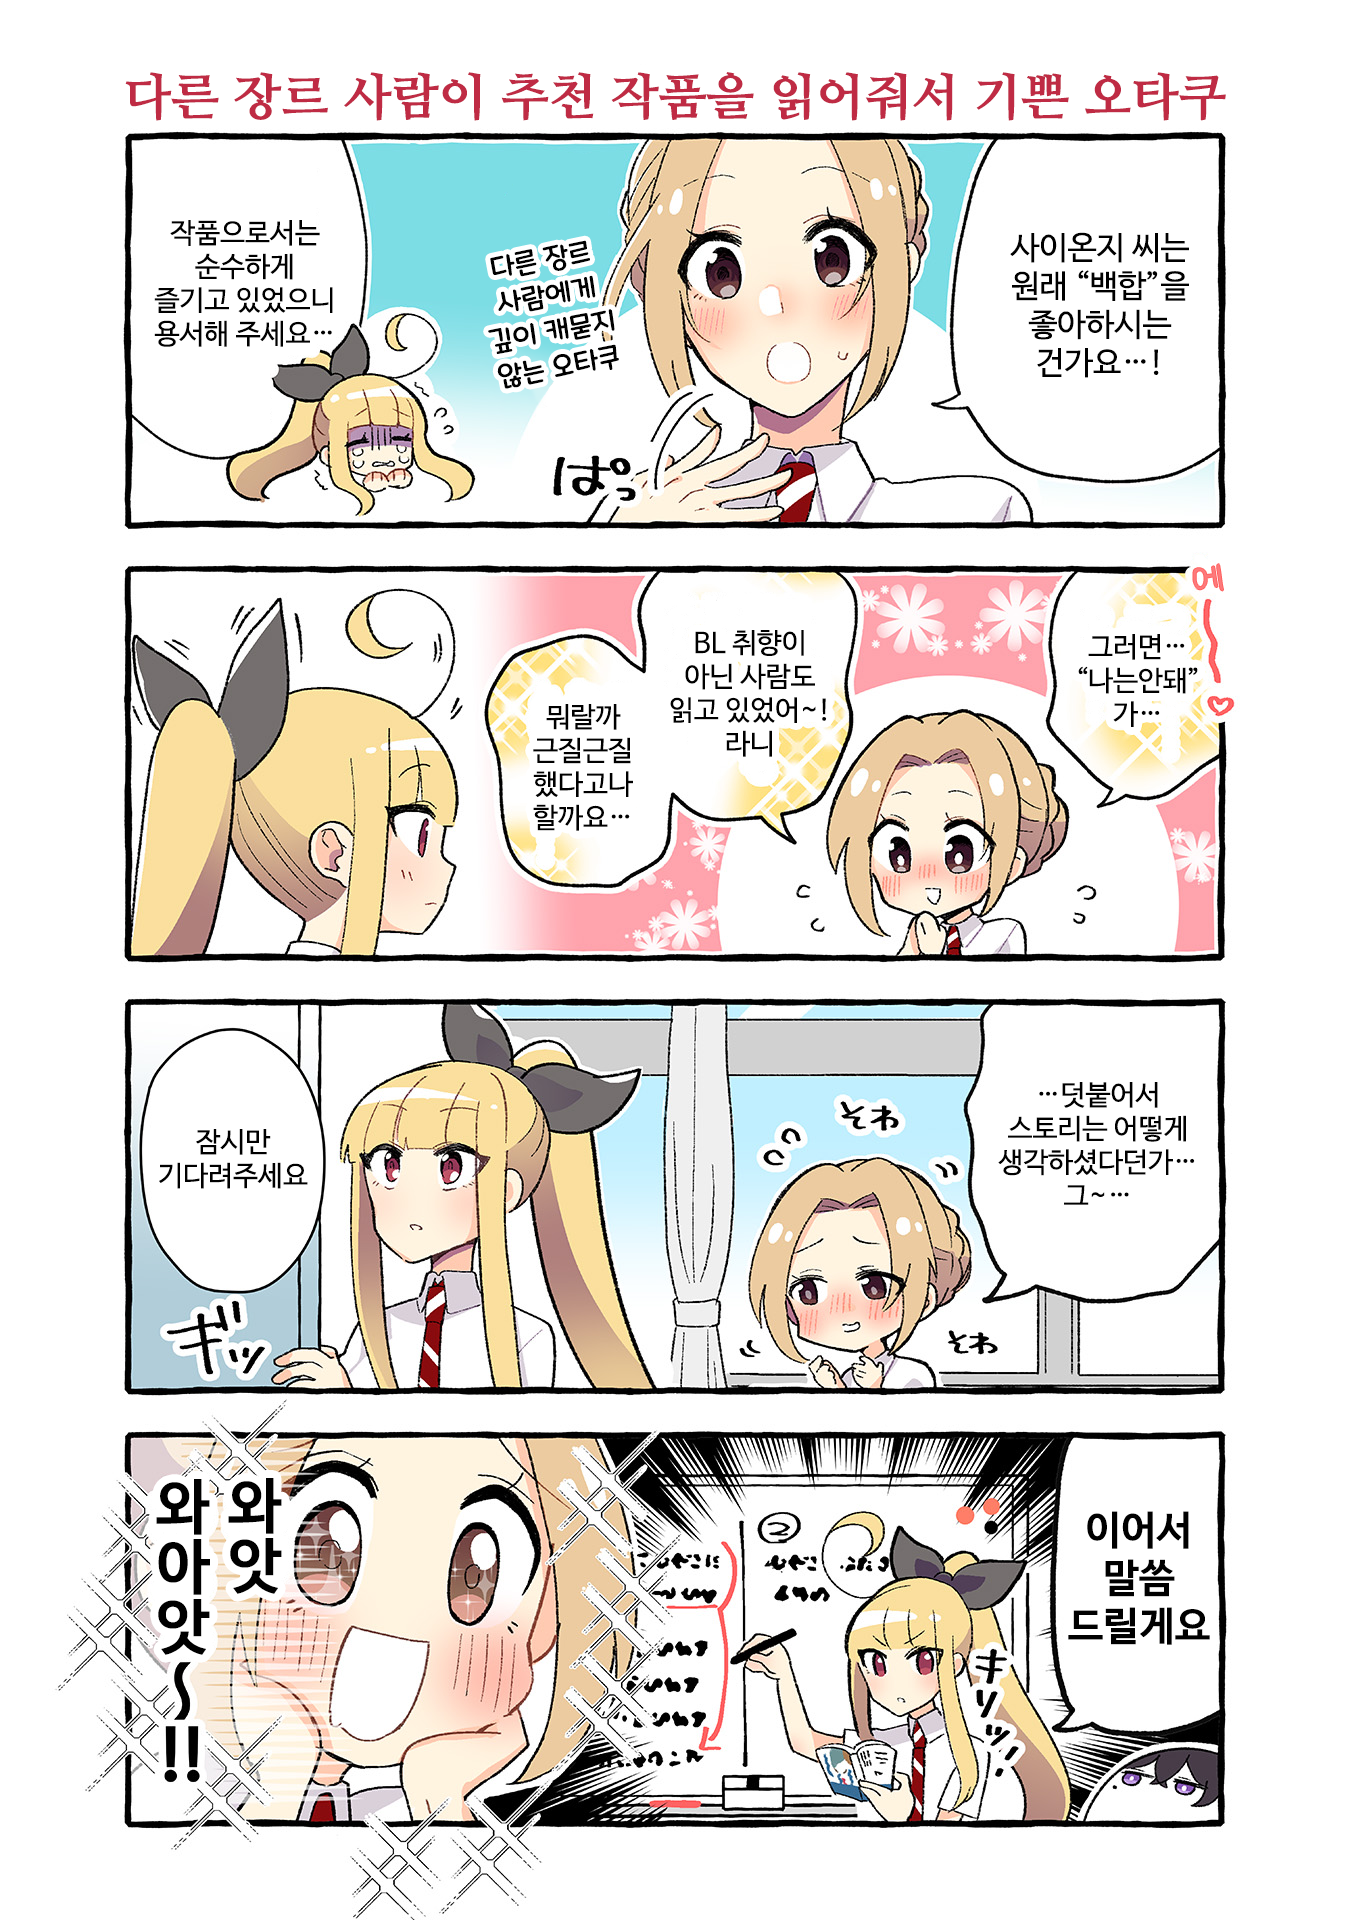 다른 장르 사람이 추천 작품을 읽어줘서 기쁜 오타쿠
사이온지 씨는
원래 “백합”을
좋아하시는
건가요…!
다른 장르
사람에게
깊이 캐묻지
않는 오타쿠
ぱっ
작품으로서는
순수하게
즐기고 있었으니
용서해 주세요…
에〜♡
그러면…
“나는안돼”
가…
BL 취향이
아닌 사람도
읽고 있었어~!
라니
뭐랄까
근질근질
했다고나
할까요…
…덧붙어서
스토리는 어떻게
생각하셨다던가…
그~…
そわ
そわ
잠시만
기다려주세요
ギッ
이어서
말씀
드릴게요
②
キリッ!
와앗
와아앗~!!